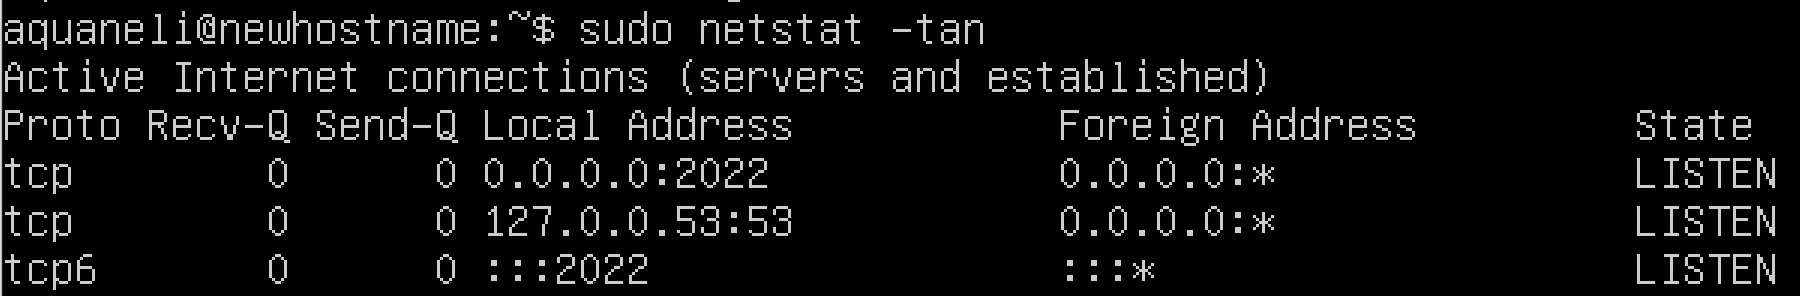 aquaneli@newhostname:~$ sudo netstat -tan
Active Internet connections (servers and established)
Proto Recv-Q Send-Q Local Address           Foreign Address         State
tcp        0      0 0.0.0.0:2022            0.0.0.0:*               LISTEN
tcp        0      0 127.0.0.53:53           0.0.0.0:*               LISTEN
tcp6       0      0 :::2022                 :::*                    LISTEN